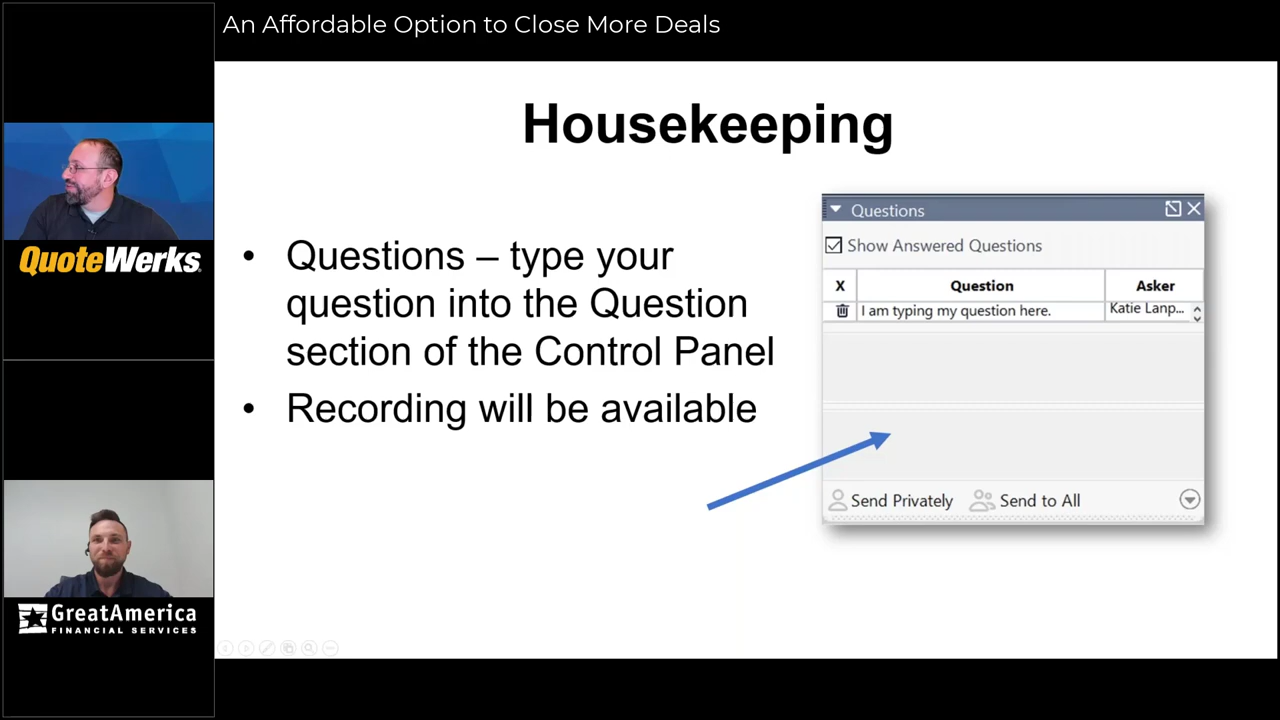 An Affordable Option to Close More Deals
QuoteWerks
GreatAmerica
FINANCIAL SERVICES
Housekeeping
• Questions – type your
question into the Question
section of the Control Panel
• Recording will be available
Questions
Show Answered Questions
X Question Asker
I am typing my question here. Katie Lanp...
Send Privately Send to All